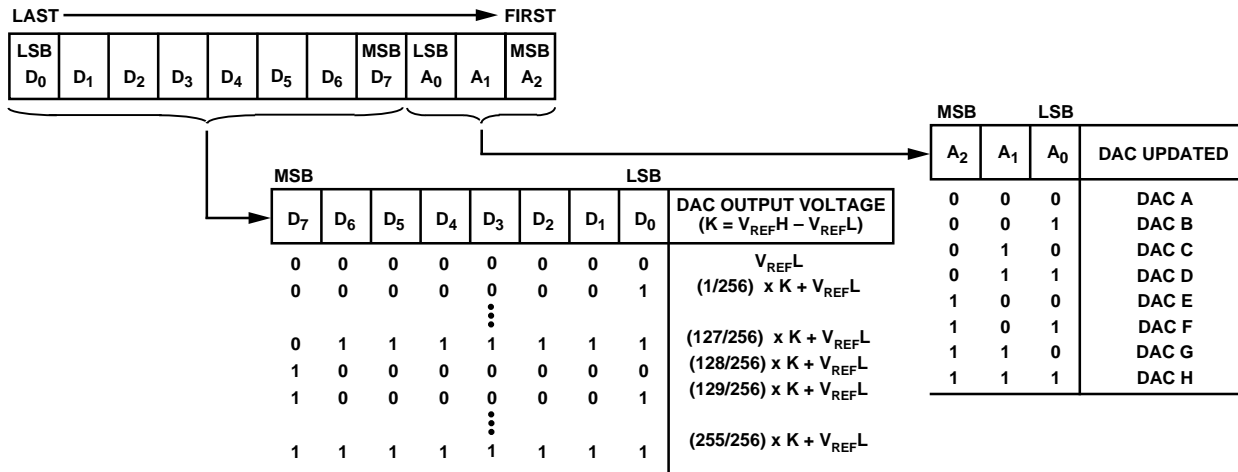 LAST FIRST
LSB MSB LSB MSB
D0 D1 D2 D3 D4 D5 D6 D7 A0 A1 A2
MSB LSB
A2 A1 A0 DAC UPDATED
0 0 0 DAC A
0 0 1 DAC B
0 1 0 DAC C
0 1 1 DAC D
1 0 0 DAC E
1 0 1 DAC F
1 1 0 DAC G
1 1 1 DAC H
MSB LSB
D7 D6 D5 D4 D3 D2 D1 D0 DAC OUTPUT VOLTAGE
(K = VREFH – VREFL)
0 0 0 0 0 0 0 0 VREFL
0 0 0 0 0 0 0 1 (1/256) x K + VREFL
0 1 1 1 1 1 1 1 (127/256) x K + VREFL
1 0 0 0 0 0 0 0 (128/256) x K + VREFL
1 0 0 0 0 0 0 1 (129/256) x K + VREFL
1 1 1 1 1 1 1 1 (255/256) x K + VREFL